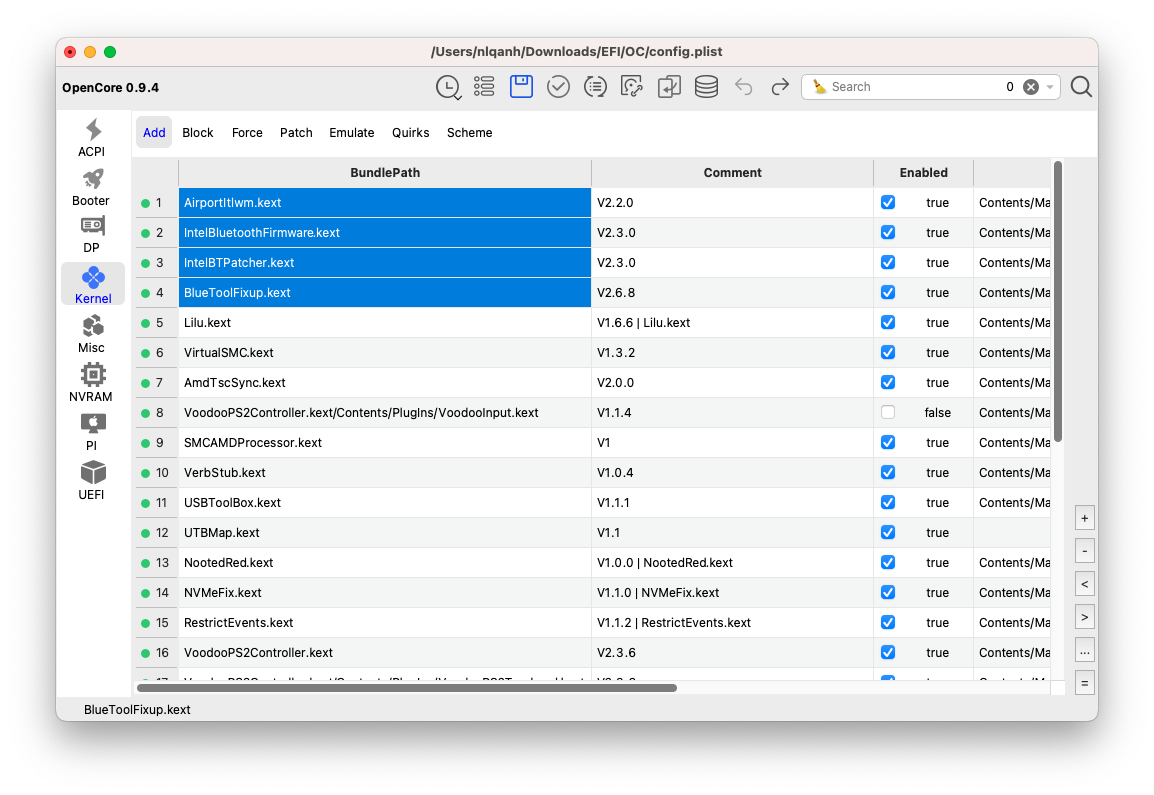 /Users/nlqanh/Downloads/EFI/OC/config.plist
OpenCore 0.9.4
Search 0
ACPI
Booter
DP
Kernel
Misc
NVRAM
PI
UEFI
Add Block Force Patch Emulate Quirks Scheme
BundlePath Comment Enabled
1 AirportItlwm.kext V2.2.0 true Contents/Ma
2 IntelBluetoothFirmware.kext V2.3.0 true Contents/Ma
3 IntelBTPatcher.kext V2.3.0 true Contents/Ma
4 BlueToolFixup.kext V2.6.8 true Contents/Ma
5 Lilu.kext V1.6.6 | Lilu.kext true Contents/Ma
6 VirtualSMC.kext V1.3.2 true Contents/Ma
7 AmdTscSync.kext V2.0.0 true Contents/Ma
8 VoodooPS2Controller.kext/Contents/PlugIns/VoodooInput.kext V1.1.4 false Contents/Ma
9 SMCAMDProcessor.kext V1 true Contents/Ma
10 VerbStub.kext V1.0.4 true Contents/Ma
11 USBToolBox.kext V1.1.1 true Contents/Ma
12 UTBMap.kext V1.1 true
13 NootedRed.kext V1.0.0 | NootedRed.kext true Contents/Ma
14 NVMeFix.kext V1.1.0 | NVMeFix.kext true Contents/Ma
15 RestrictEvents.kext V1.1.2 | RestrictEvents.kext true Contents/Ma
16 VoodooPS2Controller.kext V2.3.6 true Contents/Ma
+
-
<
>
...
=
BlueToolFixup.kext